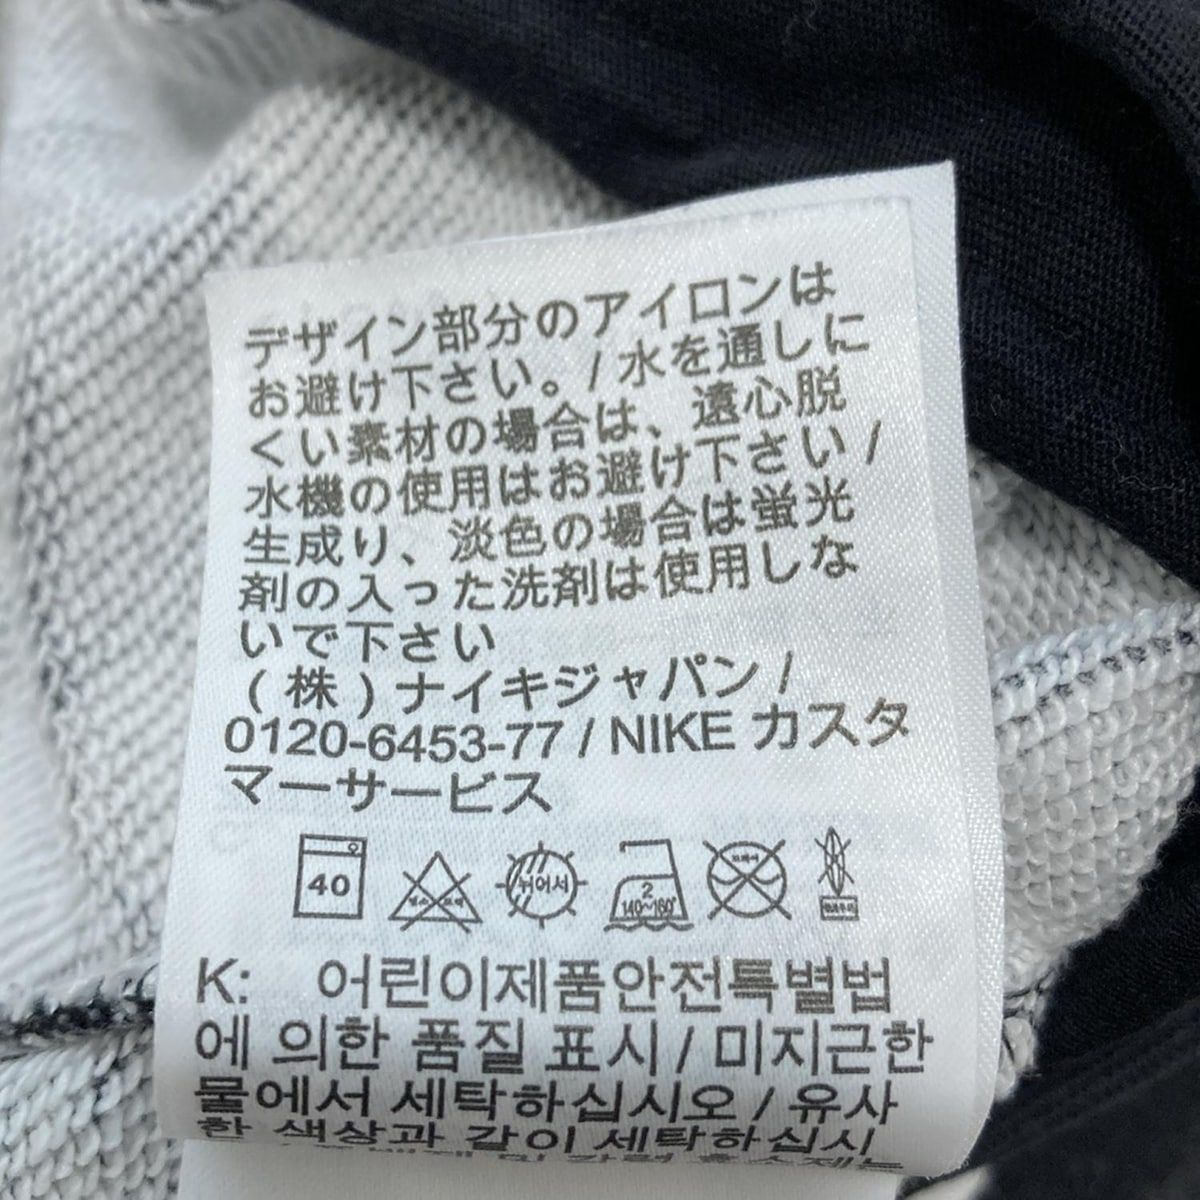 デザイン部分のアイロンは
お避け下さい。/ 水を通しに
くい素材の場合は、遠心脱
水機の使用はお避け下さい /
生成り、淡色の場合は蛍光
剤の入った洗剤は使用しな
いで下さい
(株)ナイキジャパン /
0120-6453-77 / NIKE カスタ
マーサービス
40 뉘어서 2 140~160°
K: 어린이제품안전특별법
에 의한 품질 표시 / 미지근한
물에서 세탁하십시오 / 유사
한 색상과 같이 세탁하십시